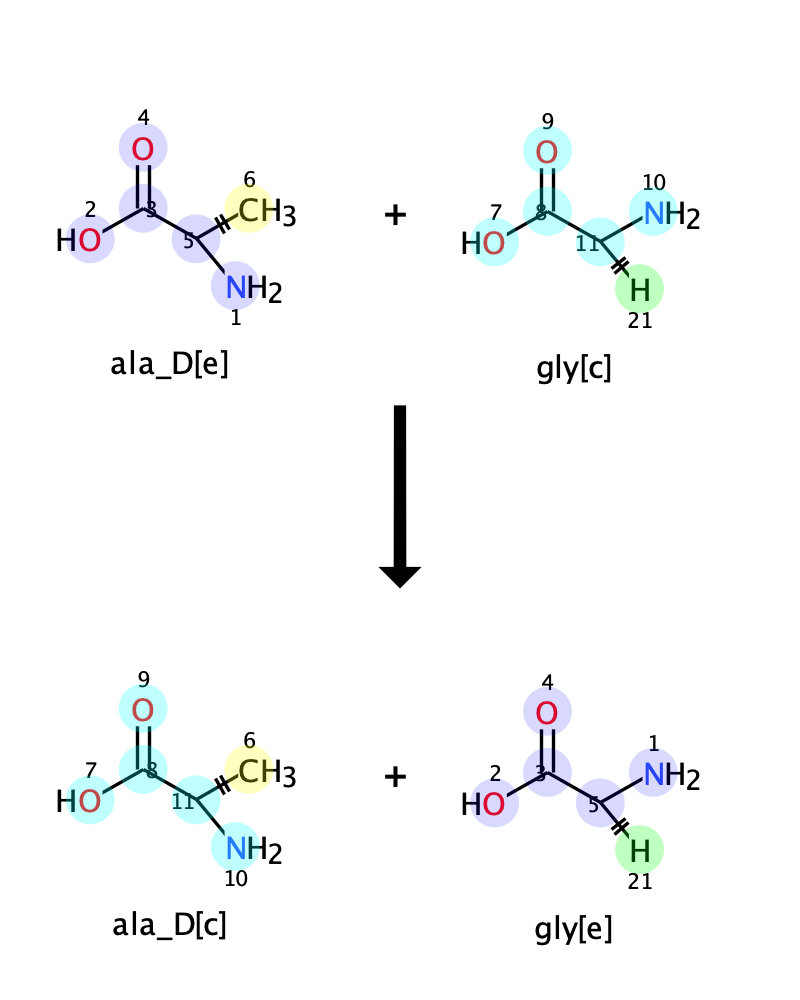 4 9
O O
6 10
2 3 CH3 + 7 8 NH2
HO 5 HO 11
NH2 H
1 21
ala_D[e] gly[c]
9 4
O O
6 1
7 8 CH3 + 2 3 NH2
HO 11 HO 5
NH2 H
10 21
ala_D[c] gly[e]